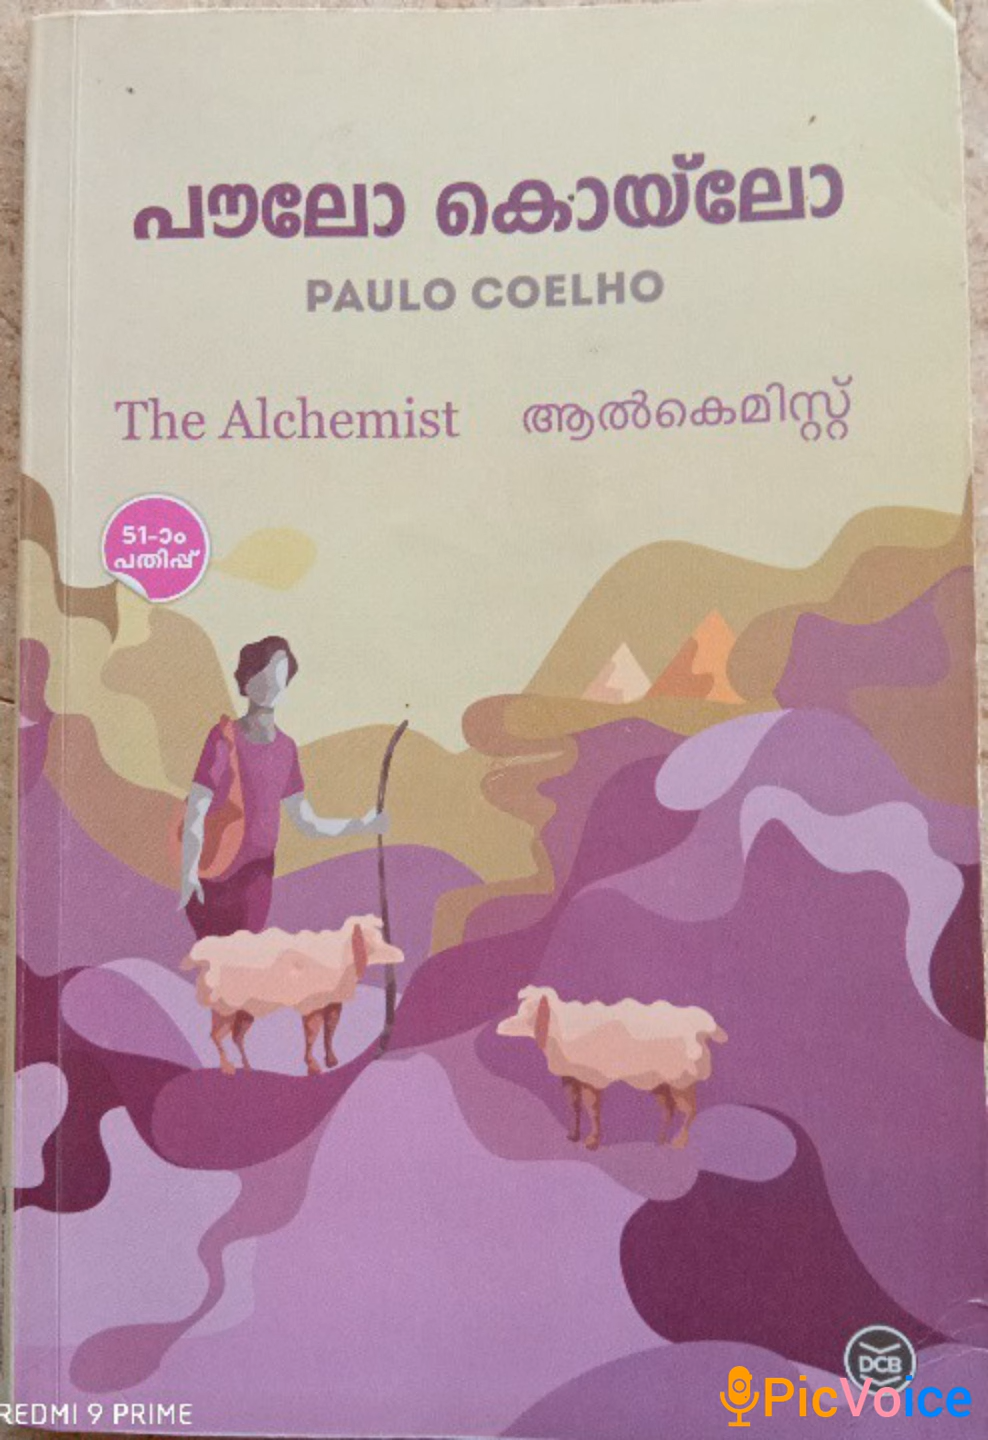 പൗലോ കൊയ്‌ലോ
PAULO COELHO
The Alchemist ആൽകെമിസ്റ്റ്
51-ാം
പതിപ്പ്
DCB
PicVoice
REDMI 9 PRIME